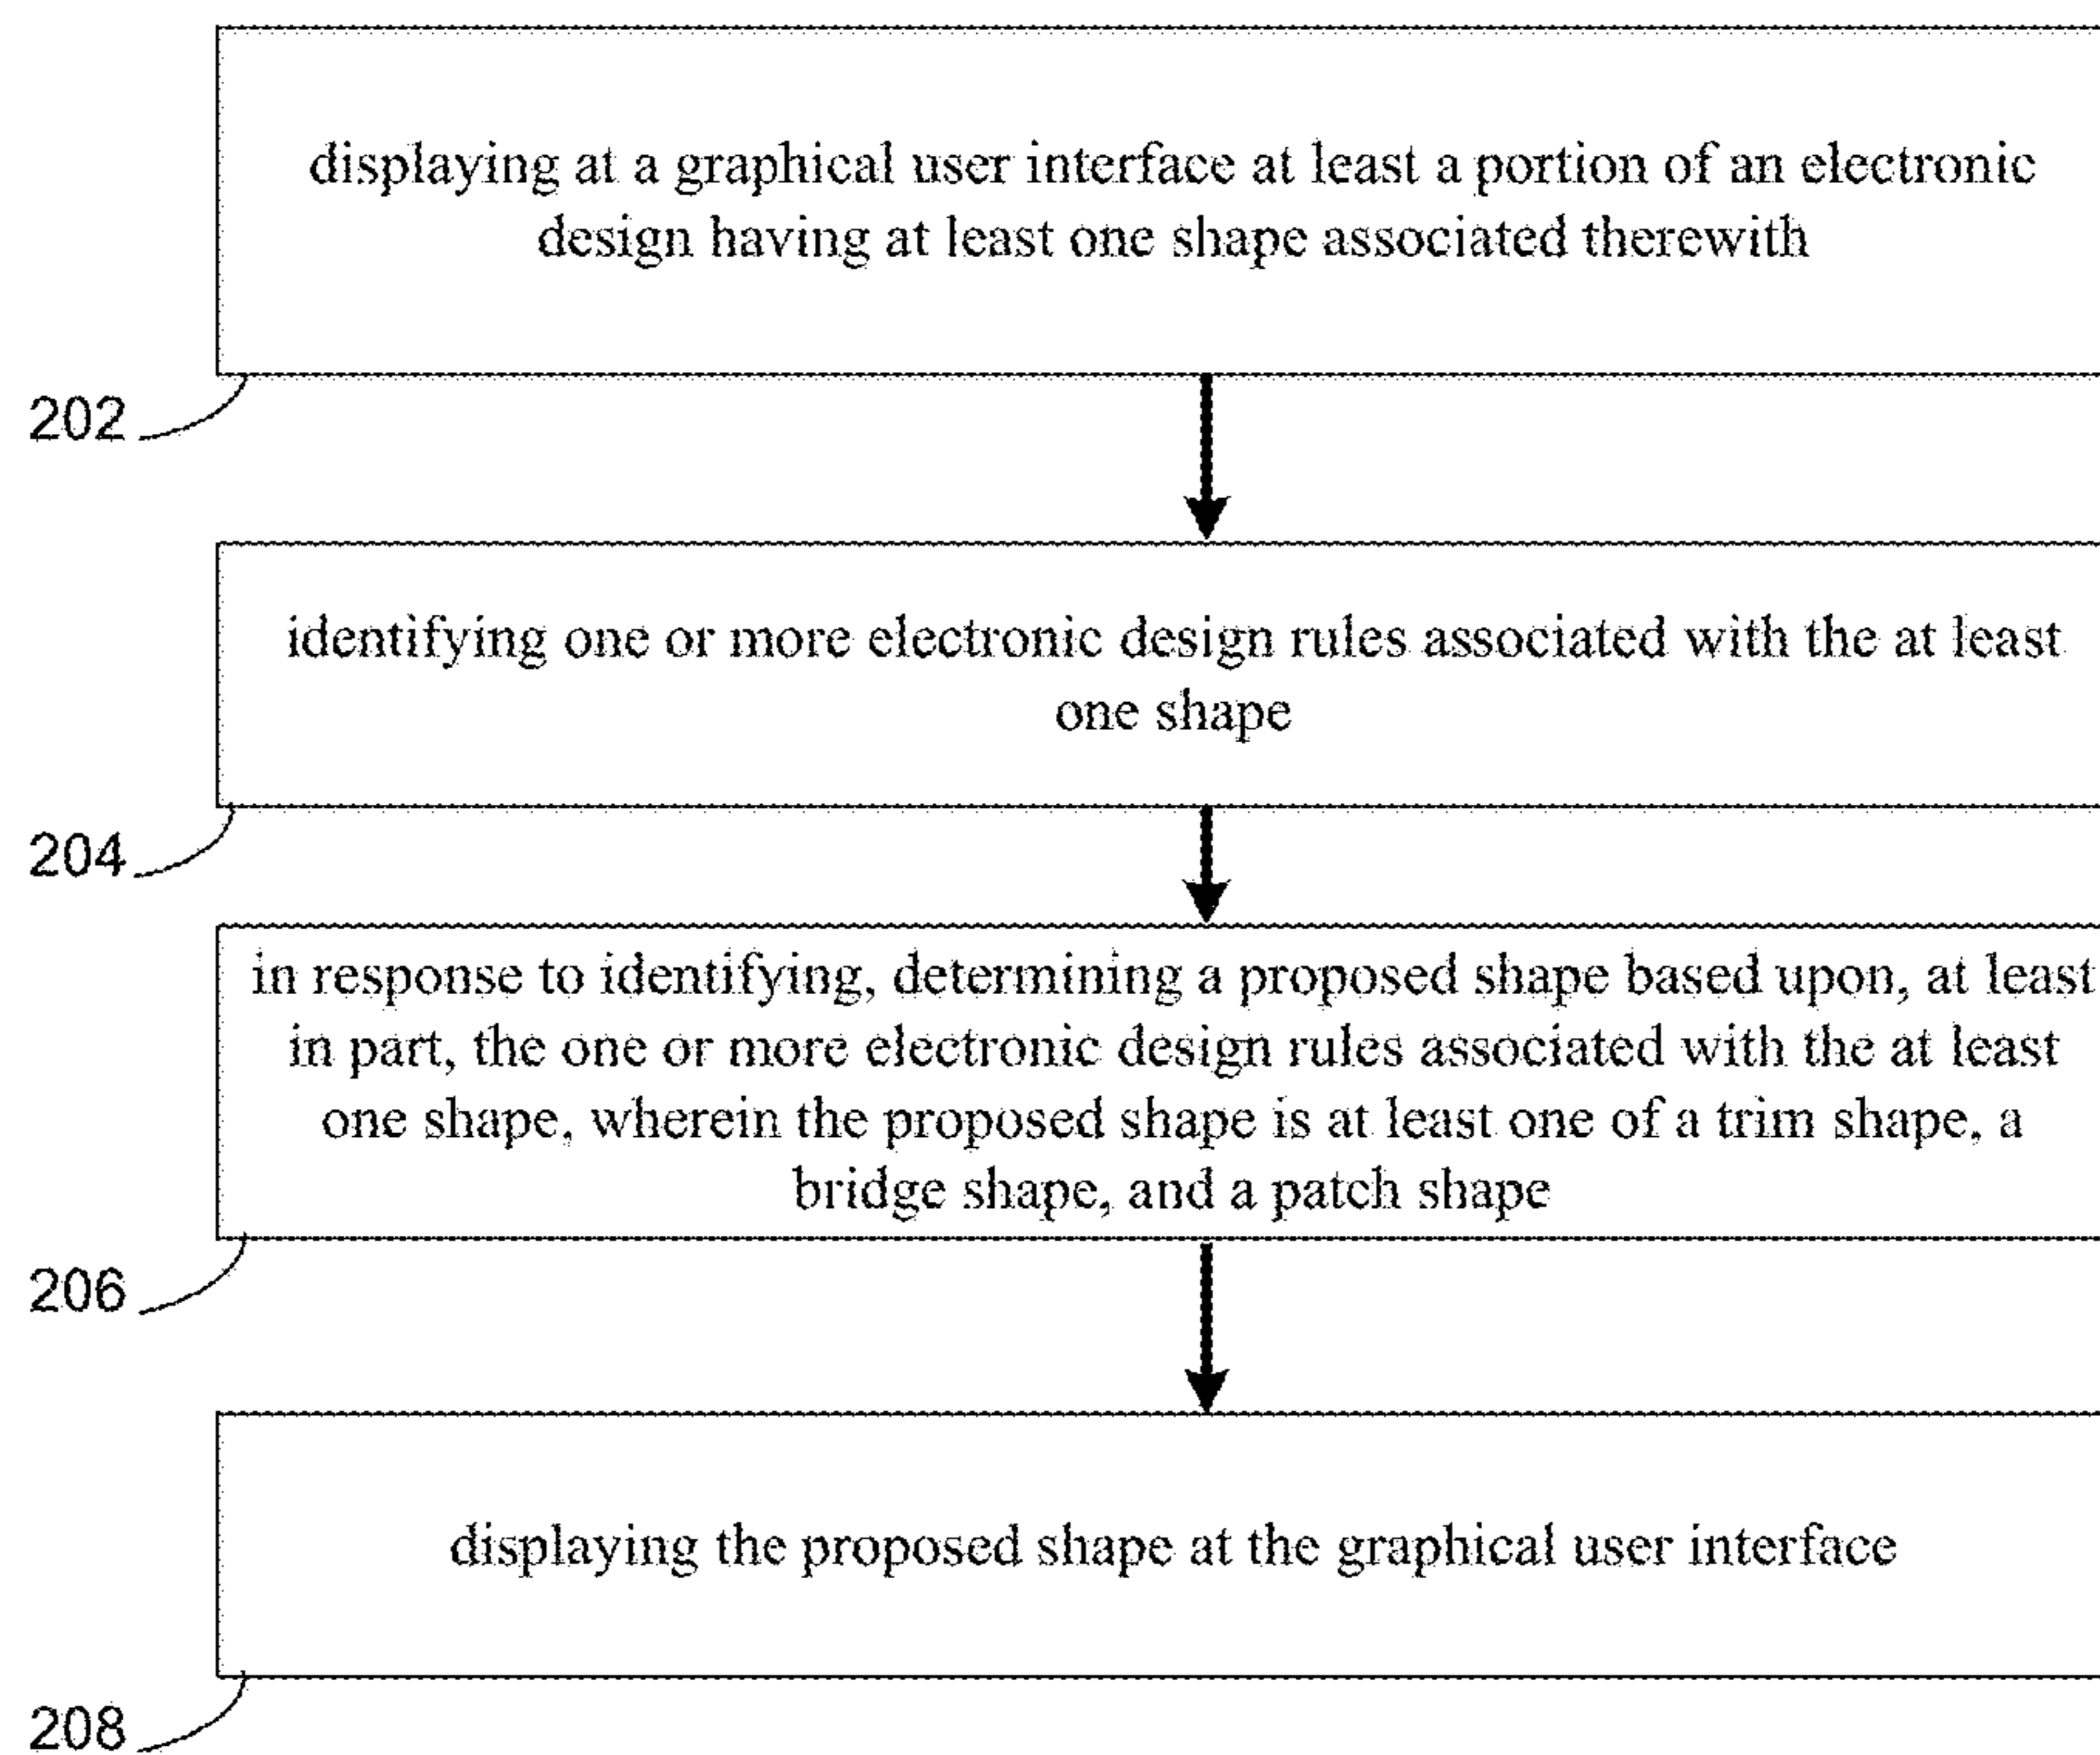 displaying at a graphical user interface at least a portion of an electronic
design having at least one shape associated therewith
202
identifying one or more electronic design rules associated with the at least
one shape
204
in response to identifying, determining a proposed shape based upon, at least
in part, the one or more electronic design rules associated with the at least
one shape, wherein the proposed shape is at least one of a trim shape, a
bridge shape, and a patch shape
206
displaying the proposed shape at the graphical user interface
208